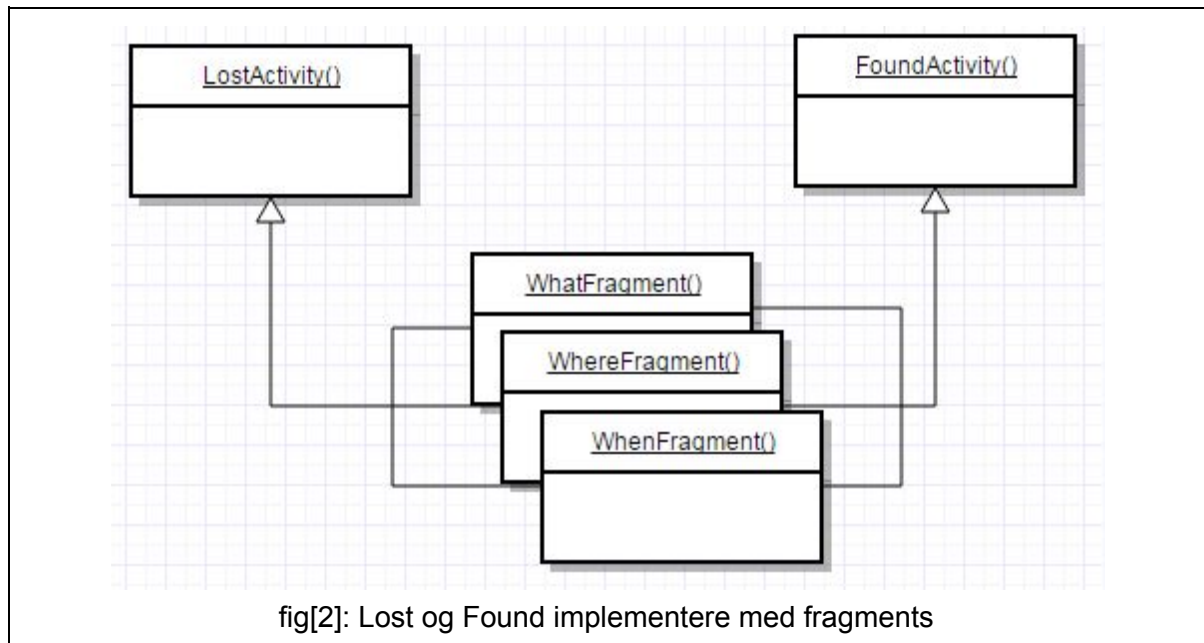 LostActivity()
FoundActivity()
WhatFragment()
WhereFragment()
WhenFragment()
fig[2]: Lost og Found implementere med fragments